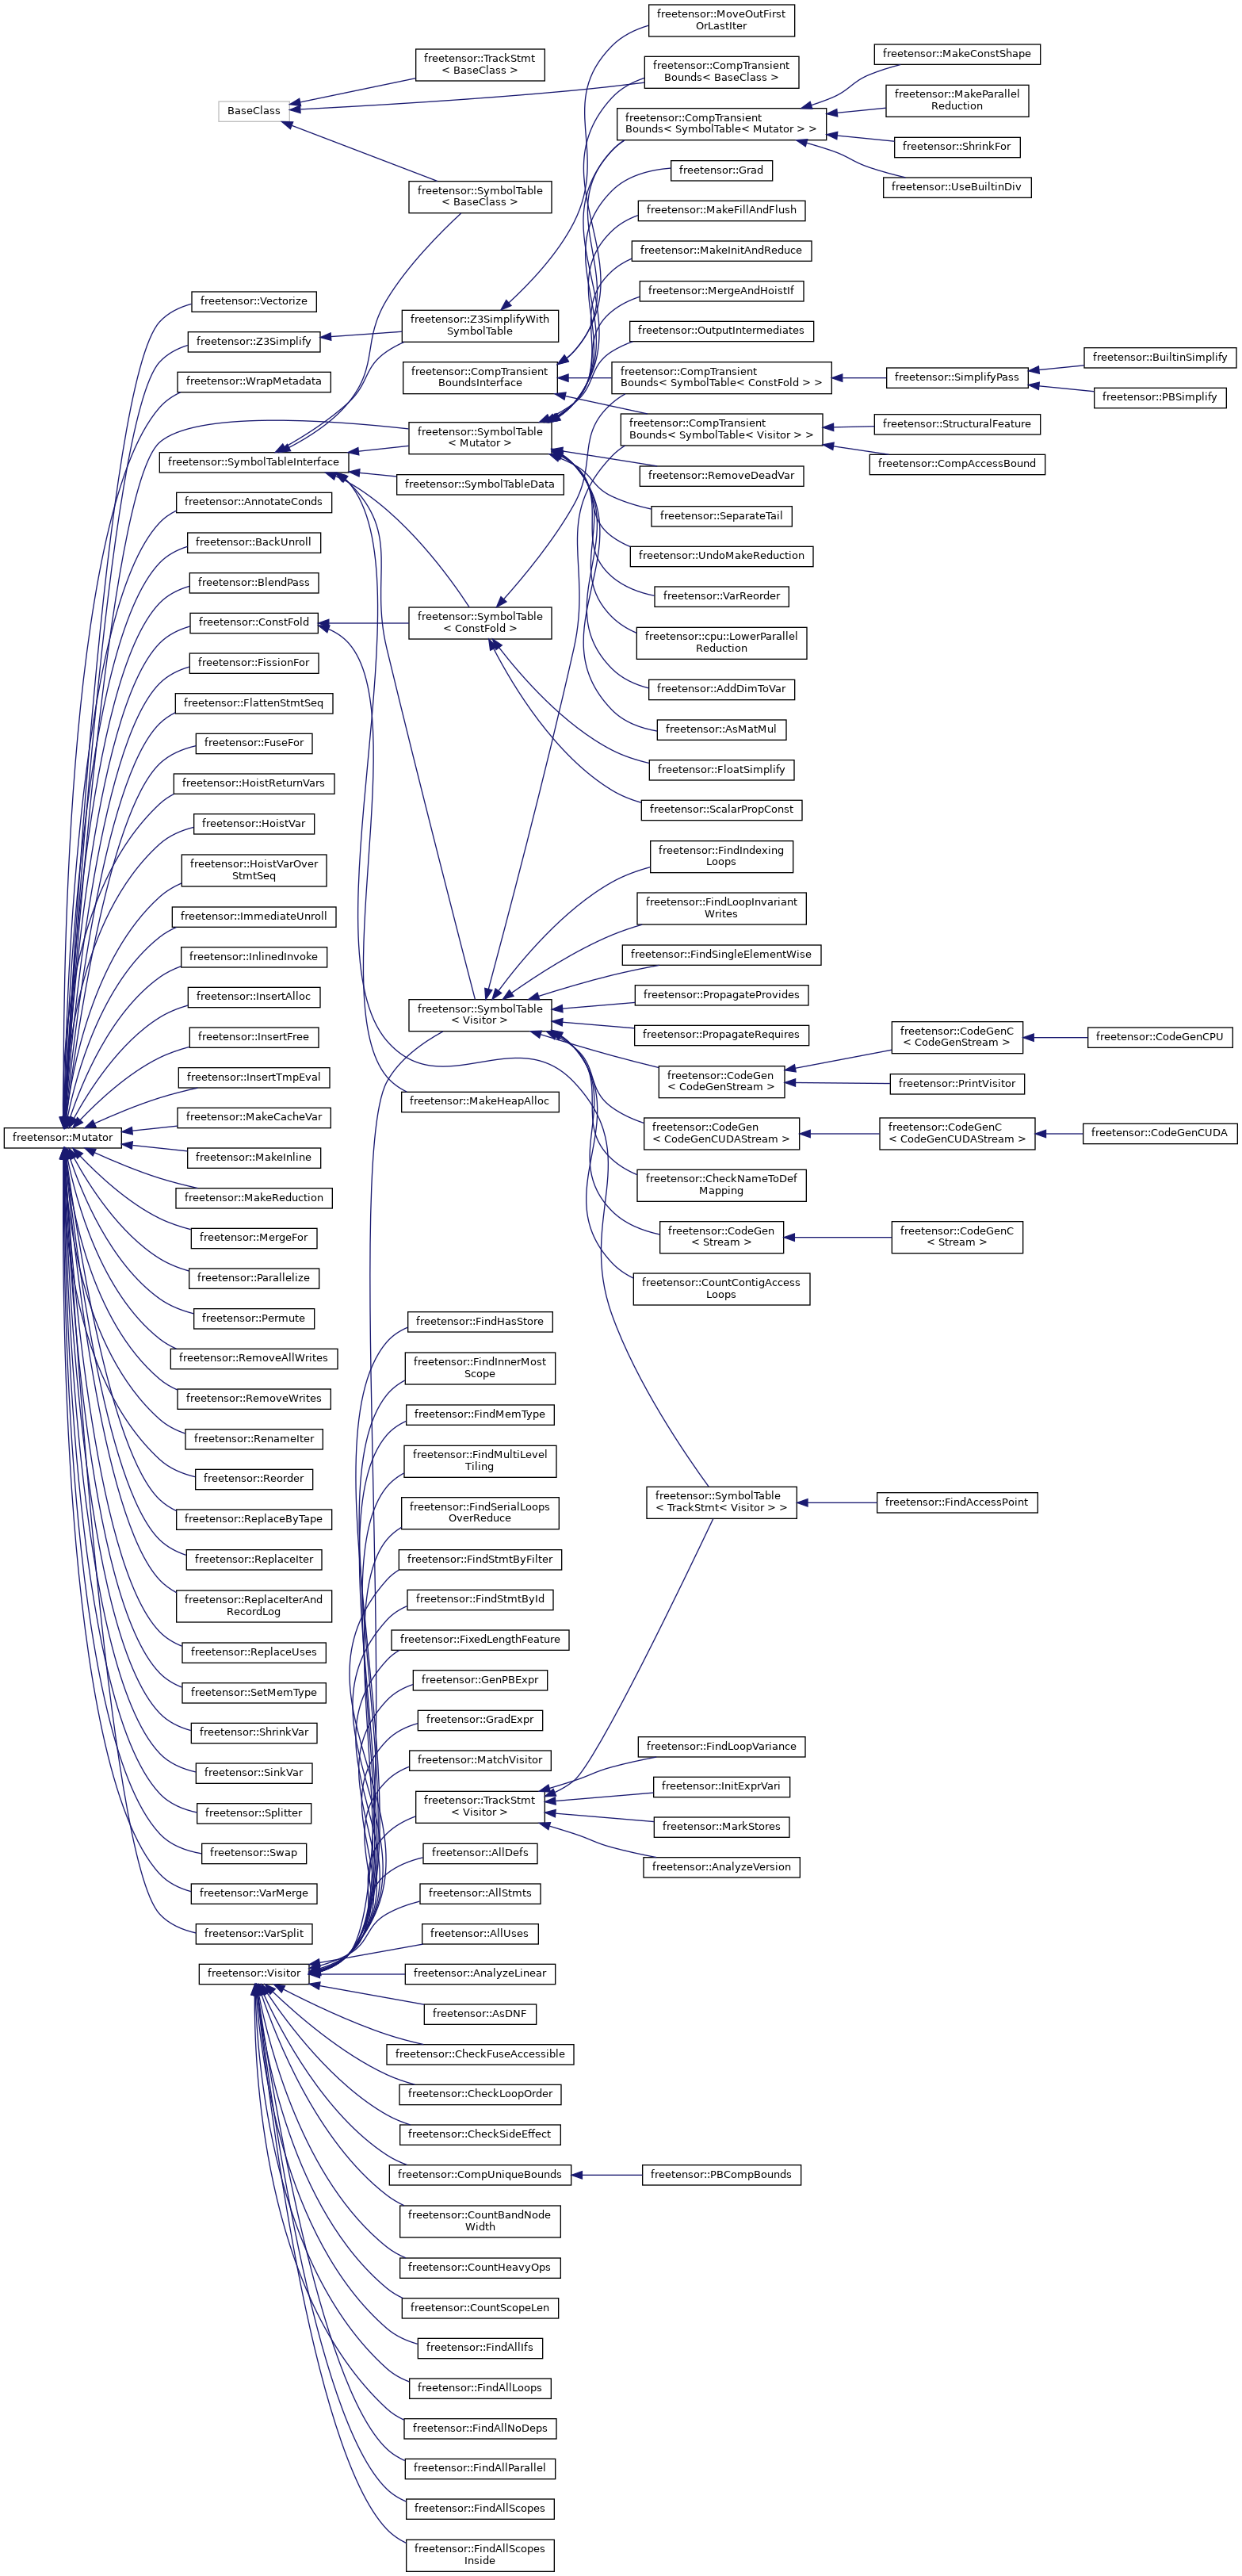 freetensor::MoveOutFirst
OrLastIter
freetensor::TrackStmt
< BaseClass >
freetensor::CompTransient
Bounds< BaseClass >
freetensor::MakeConstShape
BaseClass
freetensor::CompTransient
Bounds< SymbolTable< Mutator > >
freetensor::MakeParallel
Reduction
freetensor::ShrinkFor
freetensor::Grad
freetensor::UseBuiltinDiv
freetensor::SymbolTable
< BaseClass >
freetensor::MakeFillAndFlush
freetensor::MakeInitAndReduce
freetensor::MergeAndHoistIf
freetensor::Vectorize
freetensor::Z3SimplifyWith
SymbolTable
freetensor::OutputIntermediates
freetensor::Z3Simplify
freetensor::BuiltinSimplify
freetensor::WrapMetadata
freetensor::CompTransient
BoundsInterface
freetensor::CompTransient
Bounds< SymbolTable< ConstFold > >
freetensor::SimplifyPass
freetensor::PBSimplify
freetensor::SymbolTable
< Mutator >
freetensor::CompTransient
Bounds< SymbolTable< Visitor > >
freetensor::StructuralFeature
freetensor::SymbolTableInterface
freetensor::CompAccessBound
freetensor::SymbolTableData
freetensor::RemoveDeadVar
freetensor::AnnotateConds
freetensor::SeparateTail
freetensor::BackUnroll
freetensor::UndoMakeReduction
freetensor::BlendPass
freetensor::VarReorder
freetensor::ConstFold
freetensor::SymbolTable
< ConstFold >
freetensor::cpu::LowerParallel
Reduction
freetensor::FissionFor
freetensor::AddDimToVar
freetensor::FlattenStmtSeq
freetensor::AsMatMul
freetensor::FuseFor
freetensor::FloatSimplify
freetensor::HoistReturnVars
freetensor::ScalarPropConst
freetensor::HoistVar
freetensor::FindIndexing
Loops
freetensor::HoistVarOver
StmtSeq
freetensor::FindLoopInvariant
Writes
freetensor::ImmediateUnroll
freetensor::InlinedInvoke
freetensor::FindSingleElementWise
freetensor::InsertAlloc
freetensor::PropagateProvides
freetensor::SymbolTable
< Visitor >
freetensor::InsertFree
freetensor::PropagateRequires
freetensor::CodeGenC
< CodeGenStream >
freetensor::CodeGenCPU
freetensor::InsertTmpEval
freetensor::CodeGen
< CodeGenStream >
freetensor::PrintVisitor
freetensor::MakeHeapAlloc
freetensor::MakeCacheVar
freetensor::Mutator
freetensor::CodeGen
< CodeGenCUDAStream >
freetensor::CodeGenC
< CodeGenCUDAStream >
freetensor::CodeGenCUDA
freetensor::MakeInline
freetensor::CheckNameToDef
Mapping
freetensor::MakeReduction
freetensor::MergeFor
freetensor::CodeGen
< Stream >
freetensor::CodeGenC
< Stream >
freetensor::Parallelize
freetensor::CountContigAccess
Loops
freetensor::Permute
freetensor::FindHasStore
freetensor::RemoveAllWrites
freetensor::FindInnerMost
Scope
freetensor::RemoveWrites
freetensor::FindMemType
freetensor::RenameIter
freetensor::FindMultiLevel
Tiling
freetensor::Reorder
freetensor::SymbolTable
< TrackStmt< Visitor > >
freetensor::FindAccessPoint
freetensor::ReplaceByTape
freetensor::FindSerialLoops
OverReduce
freetensor::ReplaceIter
freetensor::FindStmtByFilter
freetensor::ReplaceIterAnd
RecordLog
freetensor::FindStmtById
freetensor::ReplaceUses
freetensor::FixedLengthFeature
freetensor::SetMemType
freetensor::GenPBExpr
freetensor::ShrinkVar
freetensor::GradExpr
freetensor::FindLoopVariance
freetensor::SinkVar
freetensor::MatchVisitor
freetensor::InitExprVari
freetensor::Splitter
freetensor::TrackStmt
< Visitor >
freetensor::MarkStores
freetensor::Swap
freetensor::AllDefs
freetensor::AnalyzeVersion
freetensor::VarMerge
freetensor::AllStmts
freetensor::VarSplit
freetensor::AllUses
freetensor::Visitor
freetensor::AnalyzeLinear
freetensor::AsDNF
freetensor::CheckFuseAccessible
freetensor::CheckLoopOrder
freetensor::CheckSideEffect
freetensor::CompUniqueBounds
freetensor::PBCompBounds
freetensor::CountBandNode
Width
freetensor::CountHeavyOps
freetensor::CountScopeLen
freetensor::FindAllIfs
freetensor::FindAllLoops
freetensor::FindAllNoDeps
freetensor::FindAllParallel
freetensor::FindAllScopes
freetensor::FindAllScopes
Inside